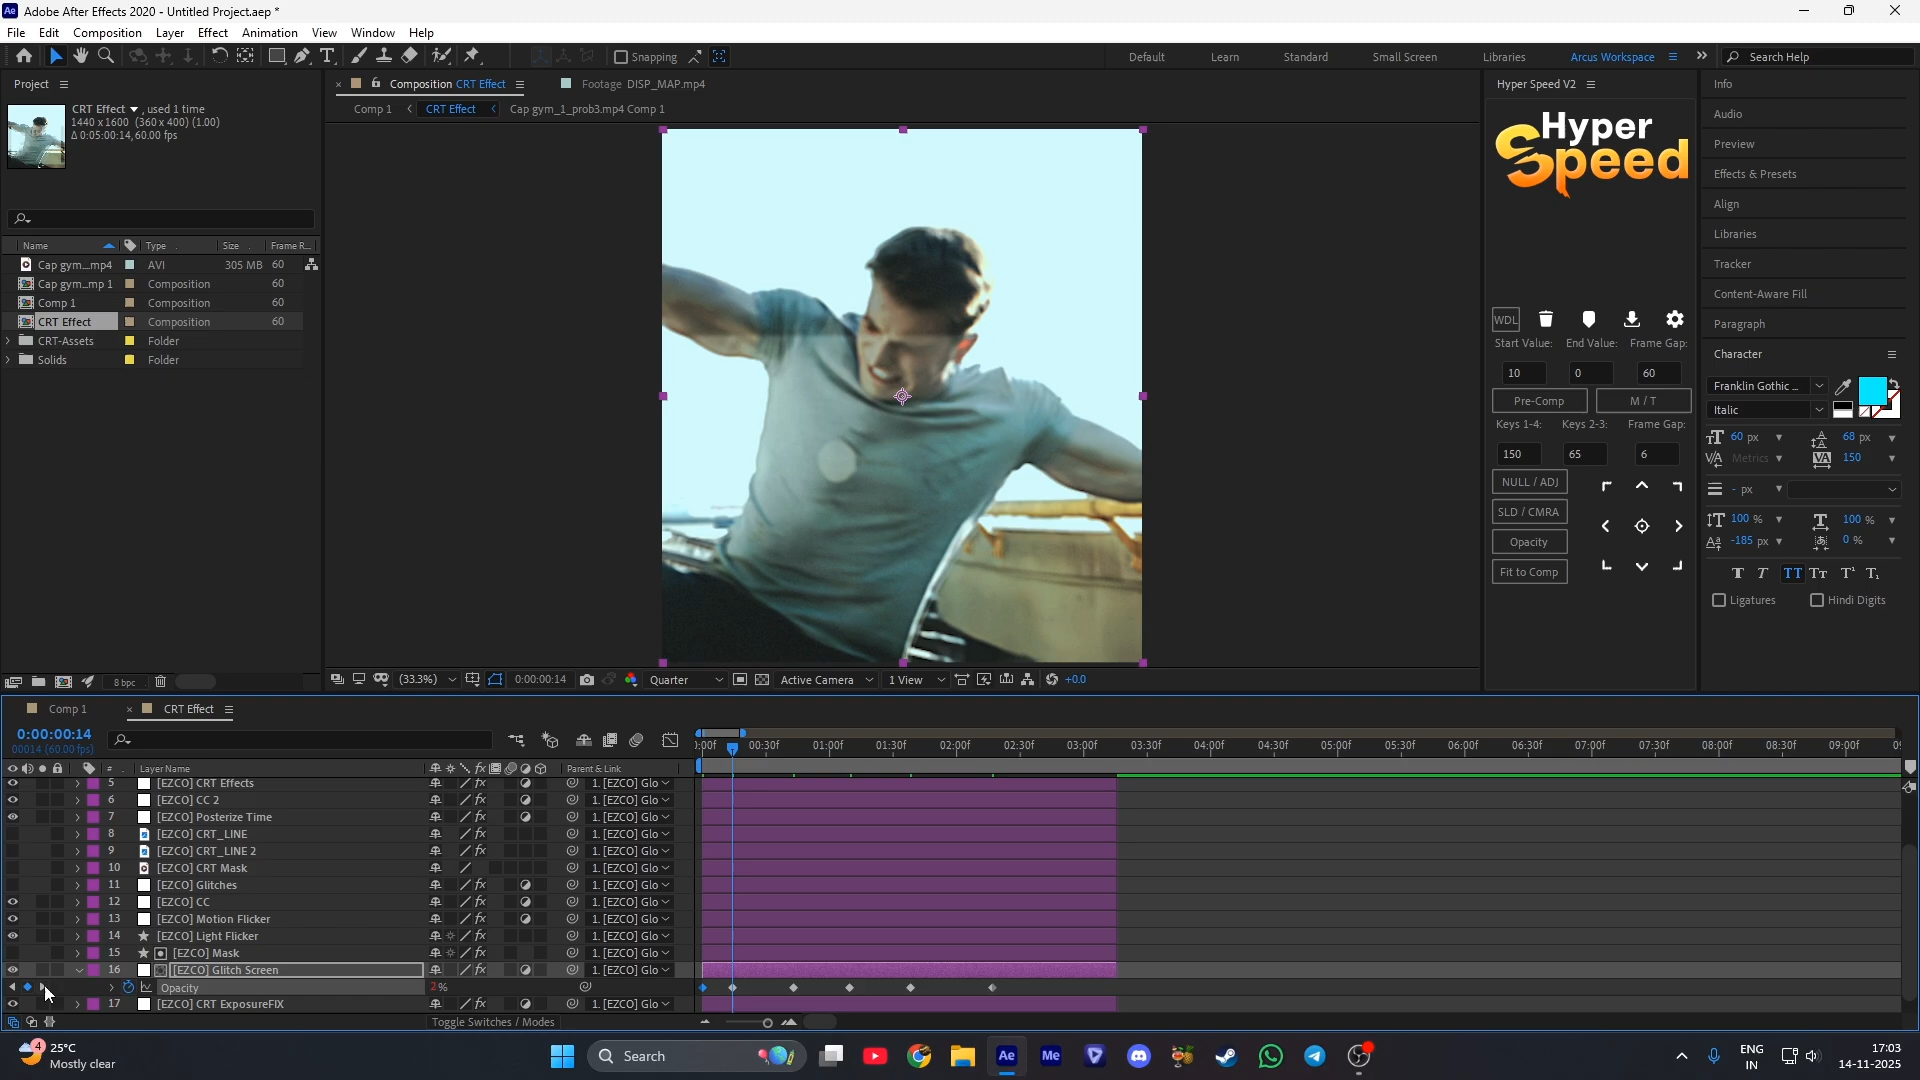 Adobe After Effects 2020 - Untitled Project.aep *
File Edit Composition Layer Effect Animation View Window Help
Snapping
Default Learn Standard Small Screen Libraries Arcus Workspace Search Help
Project
CRT Effect , used 1 time
1440 x 1600 (360 x 400) (1.00)
Δ 0:05:00:14, 60.00 fps
Name Type Size Frame R...
Cap gym_...mp4 AVI 305 MB 60
Cap gym...mp 1 Composition 60
Comp 1 Composition 60
CRT Effect Composition 60
CRT-Assets Folder
Solids Folder
8 bpc
Composition CRT Effect
Footage DISP_MAP.mp4
Comp 1 CRT Effect Cap gym_1_prob3.mp4 Comp 1
(33.3%) 0:00:00:14 Quarter Active Camera 1 View +0.0
Hyper Speed V2
Hyper
Speed
WDL
Start Value: End Value: Frame Gap:
10 0 60
Pre-Comp M / T
Keys 1-4: Keys 2-3: Frame Gap:
150 65 6
NULL / ADJ
SLD / CMRA
Opacity
Fit to Comp
Info
Audio
Preview
Effects & Presets
Align
Libraries
Tracker
Content-Aware Fill
Paragraph
Character
Franklin Gothic ...
Italic
60 px 68 px
Metrics 150
- px
100 % 100 %
-185 px 0 %
Ligatures Hindi Digits
Comp 1 CRT Effect
0:00:00:14
00014 (60.00 fps)
# Layer Name Parent & Link
):00f 00:30f 01:00f 01:30f 02:00f 02:30f 03:00f 03:30f 04:00f 04:30f 05:00f 05:30f 06:00f 06:30f 07:00f 07:30f 08:00f 08:30f 09:00f
5 [EZCO] CRT Effects 1. [EZCO] Glo
6 [EZCO] CC 2 1. [EZCO] Glo
7 [EZCO] Posterize Time 1. [EZCO] Glo
8 [EZCO] CRT_LINE 1. [EZCO] Glo
9 [EZCO] CRT_LINE 2 1. [EZCO] Glo
10 [EZCO] CRT Mask 1. [EZCO] Glo
11 [EZCO] Glitches 1. [EZCO] Glo
12 [EZCO] CC 1. [EZCO] Glo
13 [EZCO] Motion Flicker 1. [EZCO] Glo
14 [EZCO] Light Flicker 1. [EZCO] Glo
15 [EZCO] Mask 1. [EZCO] Glo
16 [EZCO] Glitch Screen 1. [EZCO] Glo
Opacity 2%
17 [EZCO] CRT ExposureFIX 1. [EZCO] Glo
Toggle Switches / Modes
4
25°C
Mostly clear
Search
ENG
IN
17:03
14-11-2025